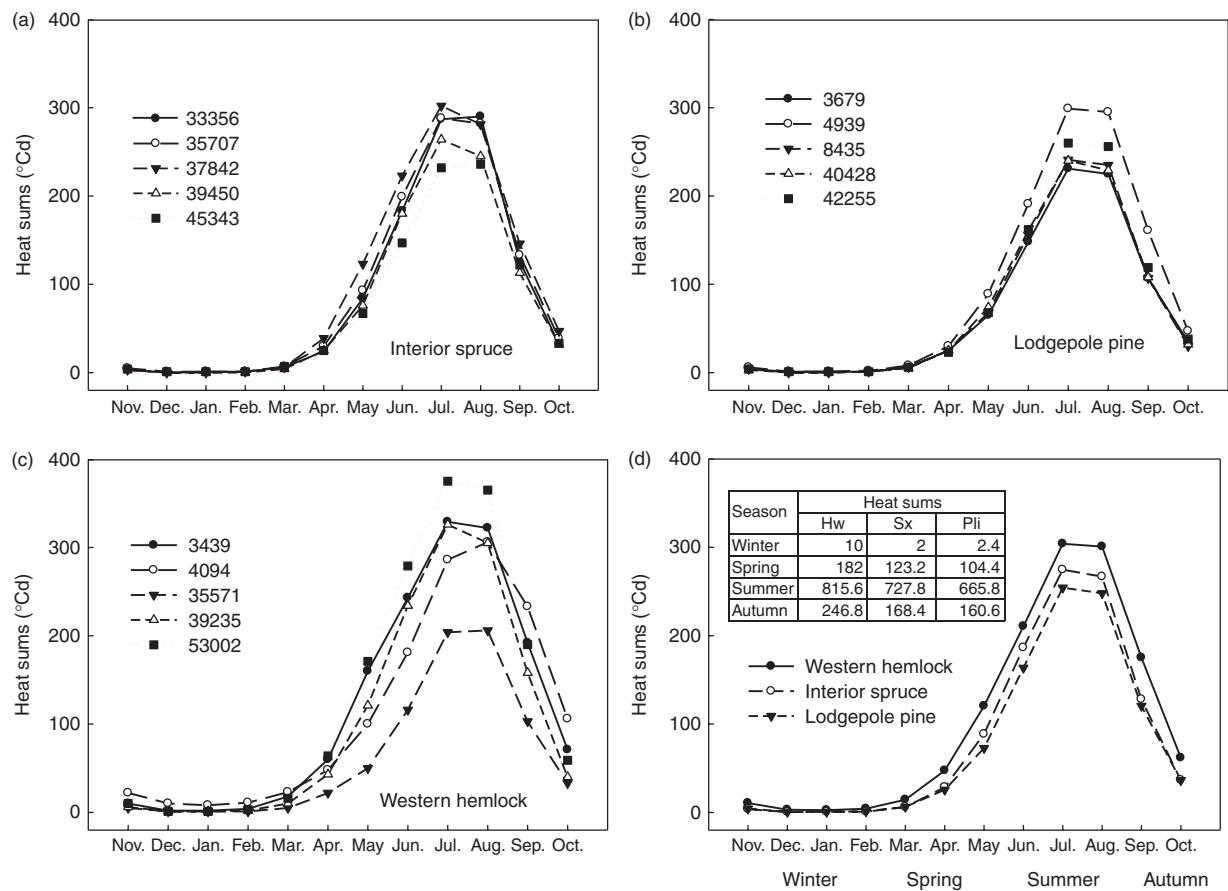 (a)
400
300
200
100
0
Heat sums (°Cd)
33356
35707
37842
39450
45343
Interior spruce
Nov. Dec. Jan. Feb. Mar. Apr. May Jun. Jul. Aug. Sep. Oct.
(b)
400
300
200
100
0
Heat sums (°Cd)
3679
4939
8435
40428
42255
Lodgepole pine
Nov. Dec. Jan. Feb. Mar. Apr. May Jun. Jul. Aug. Sep. Oct.
(c)
400
300
200
100
0
Heat sums (°Cd)
3439
4094
35571
39235
53002
Western hemlock
Nov. Dec. Jan. Feb. Mar. Apr. May Jun. Jul. Aug. Sep. Oct.
(d)
400
300
200
100
0
Heat sums (°Cd)
Season Heat sums
Hw Sx Pli
Winter 10 2 2.4
Spring 182 123.2 104.4
Summer 815.6 727.8 665.8
Autumn 246.8 168.4 160.6
Western hemlock
Interior spruce
Lodgepole pine
Nov. Dec. Jan. Feb. Mar. Apr. May Jun. Jul. Aug. Sep. Oct.
Winter Spring Summer Autumn